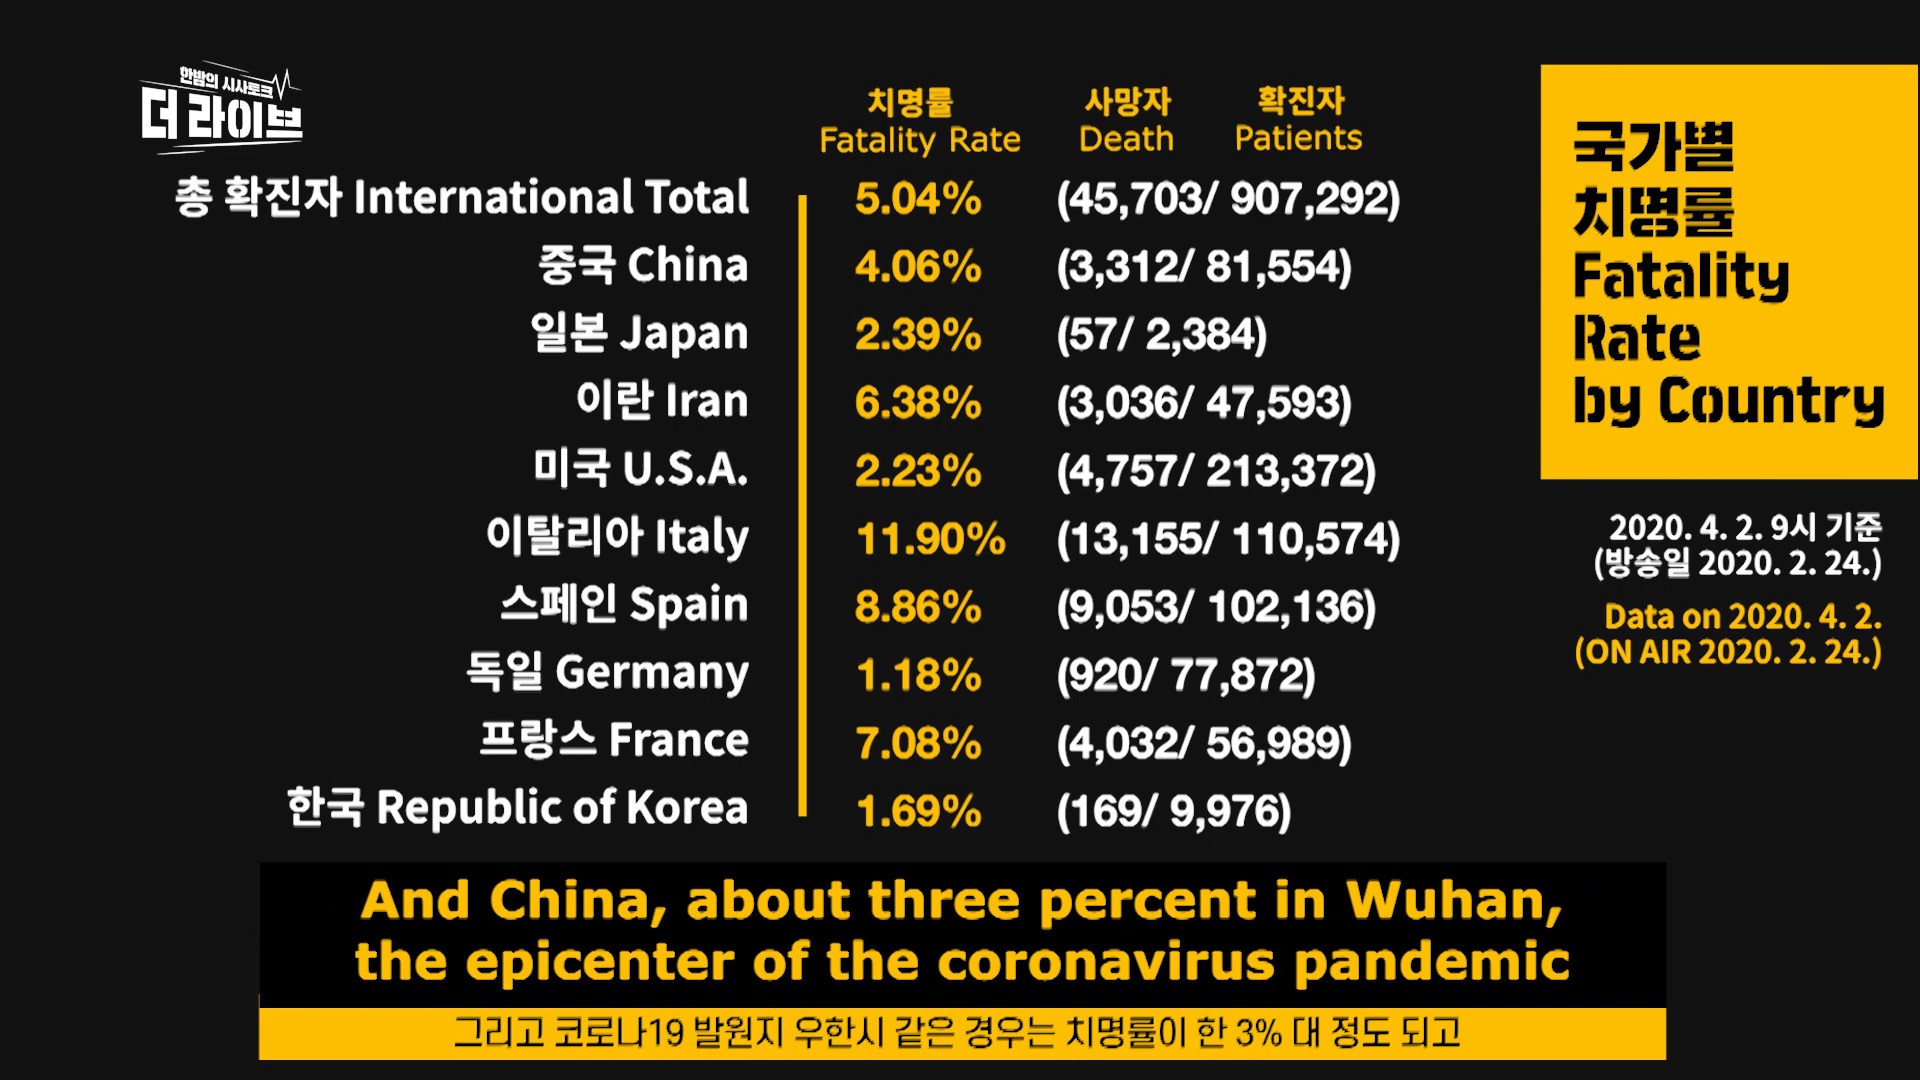 한밤의 시사토크
더 라이브
치명률 사망자 확진자
Fatality Rate Death Patients
총 확진자 International Total 5.04% (45,703/ 907,292)
중국 China 4.06% (3,312/ 81,554)
일본 Japan 2.39% (57/ 2,384)
이란 Iran 6.38% (3,036/ 47,593)
미국 U.S.A. 2.23% (4,757/ 213,372)
이탈리아 Italy 11.90% (13,155/ 110,574)
스페인 Spain 8.86% (9,053/ 102,136)
독일 Germany 1.18% (920/ 77,872)
프랑스 France 7.08% (4,032/ 56,989)
한국 Republic of Korea 1.69% (169/ 9,976)
국가별
치명률
Fatality
Rate
by Country
2020. 4. 2. 9시 기준
(방송일 2020. 2. 24.)
Data on 2020. 4. 2.
(ON AIR 2020. 2. 24.)
And China, about three percent in Wuhan,
the epicenter of the coronavirus pandemic
그리고 코로나19 발원지 우한시 같은 경우는 치명률이 한 3% 대 정도 되고